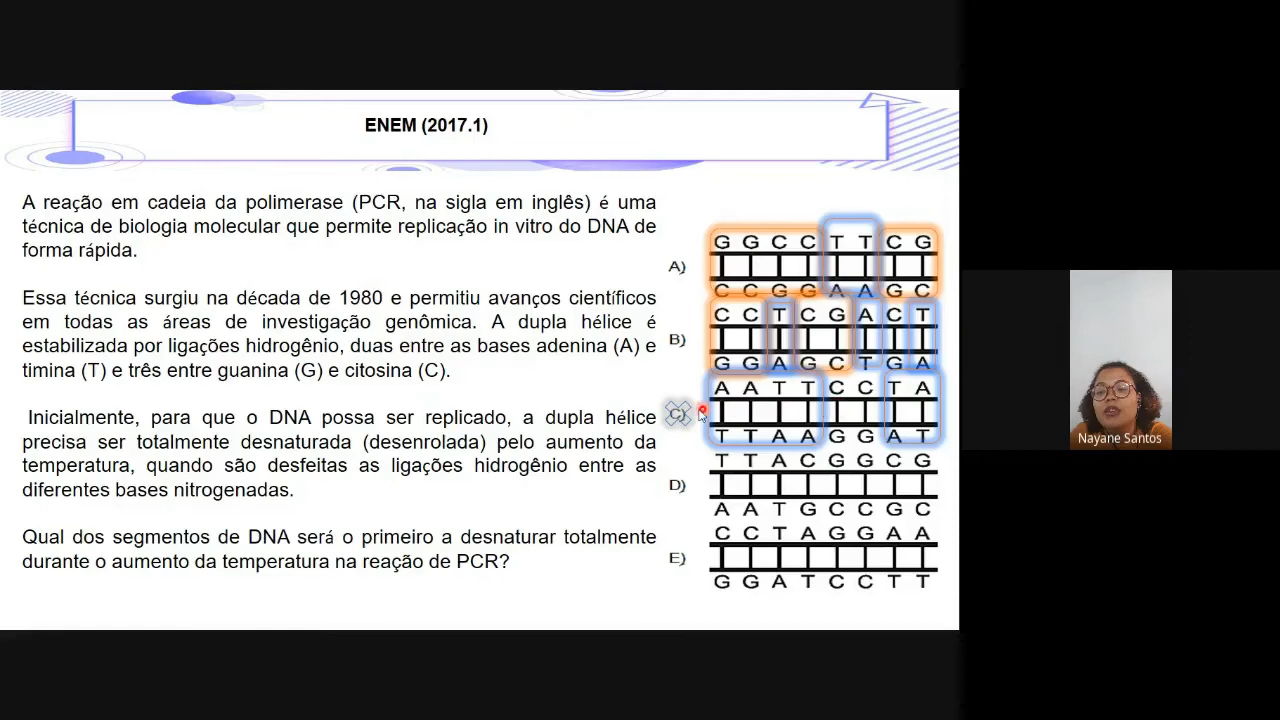 ENEM (2017.1)
A reação em cadeia da polimerase (PCR, na sigla em inglês) é uma
técnica de biologia molecular que permite replicação in vitro do DNA de
forma rápida.
Essa técnica surgiu na década de 1980 e permitiu avanços científicos
em todas as áreas de investigação genômica. A dupla hélice é
estabilizada por ligações hidrogênio, duas entre as bases adenina (A) e
timina (T) e três entre guanina (G) e citosina (C).
Inicialmente, para que o DNA possa ser replicado, a dupla hélice
precisa ser totalmente desnaturada (desenrolada) pelo aumento da
temperatura, quando são desfeitas as ligações hidrogênio entre as
diferentes bases nitrogenadas.
Qual dos segmentos de DNA será o primeiro a desnaturar totalmente
durante o aumento da temperatura na reação de PCR?
G G C C T T C G
A)
C C G G A A G C
C C T C G A C T
B)
G G A G C T G A
A A T T C C T A
C)
T T A A G G A T
T T A C G G C G
D)
A A T G C C G C
C C T A G G A A
E)
G G A T C C T T
Nayane Santos